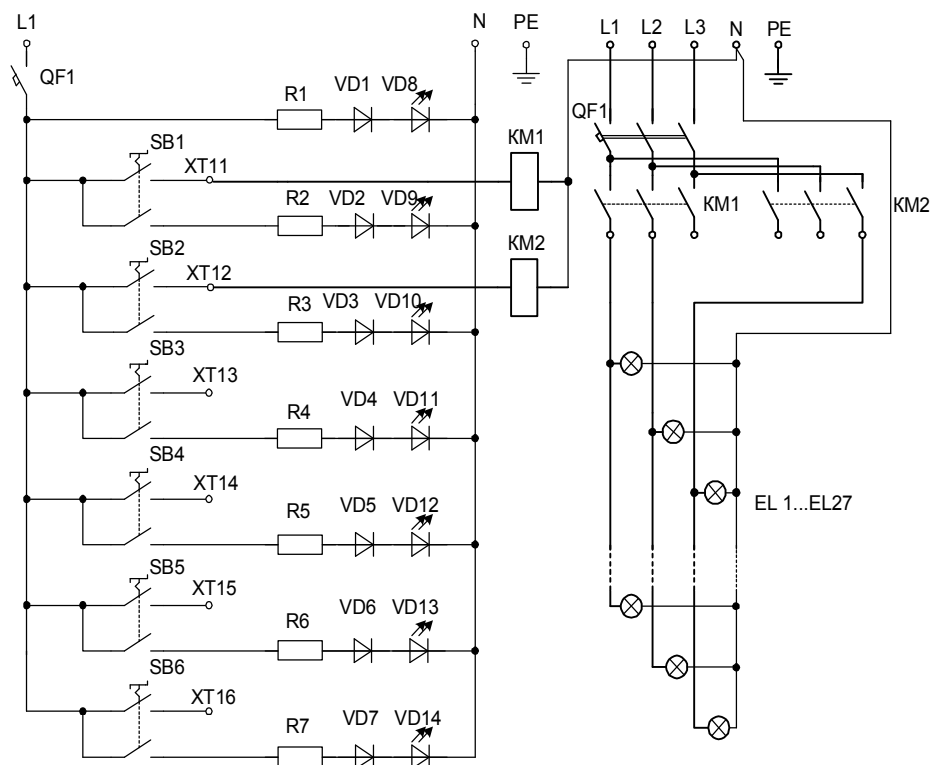 L1 N PE L1 L2 L3 N PE
QF1
R1 VD1 VD8
QF1
SB1
KM1
XT11
R2 VD2 VD9
KM1 KM2
SB2
KM2
XT12
R3 VD3 VD10
SB3
XT13
R4 VD4 VD11
SB4
XT14
EL 1...EL27
R5 VD5 VD12
SB5
XT15
R6 VD6 VD13
SB6
XT16
R7 VD7 VD14